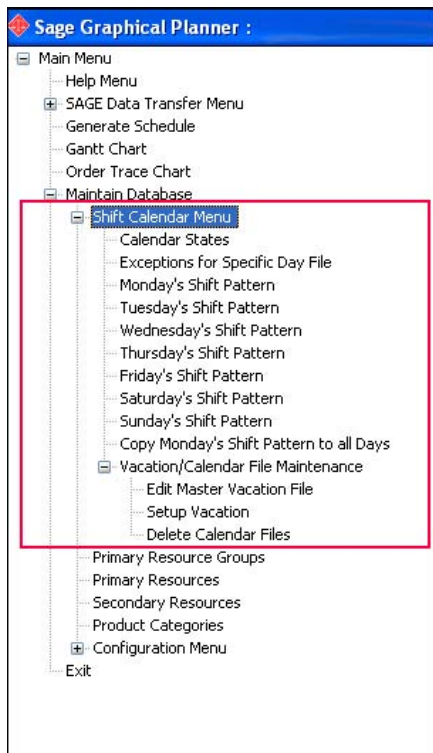 Sage Graphical Planner :
Main Menu
Help Menu
SAGE Data Transfer Menu
Generate Schedule
Gantt Chart
Order Trace Chart
Maintain Database
Shift Calendar Menu
Calendar States
Exceptions for Specific Day File
Monday's Shift Pattern
Tuesday's Shift Pattern
Wednesday's Shift Pattern
Thursday's Shift Pattern
Friday's Shift Pattern
Saturday's Shift Pattern
Sunday's Shift Pattern
Copy Monday's Shift Pattern to all Days
Vacation/Calendar File Maintenance
Edit Master Vacation File
Setup Vacation
Delete Calendar Files
Primary Resource Groups
Primary Resources
Secondary Resources
Product Categories
Configuration Menu
Exit